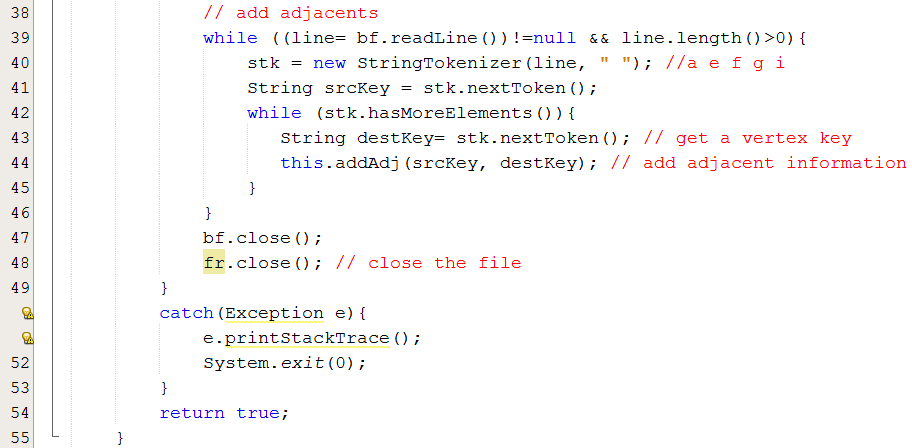 38 // add adjacents
39 while ((line= bf.readLine())!=null && line.length()>0){
40 stk = new StringTokenizer(line, " "); //a e f g i
41 String srcKey = stk.nextToken();
42 while (stk.hasMoreElements()){
43 String destKey= stk.nextToken(); // get a vertex key
44 this.addAdj(srcKey, destKey); // add adjacent information
45 }
46 }
47 bf.close();
48 fr.close(); // close the file
49 }
catch(Exception e){
e.printStackTrace();
52 System.exit(0);
53 }
54 return true;
55 }